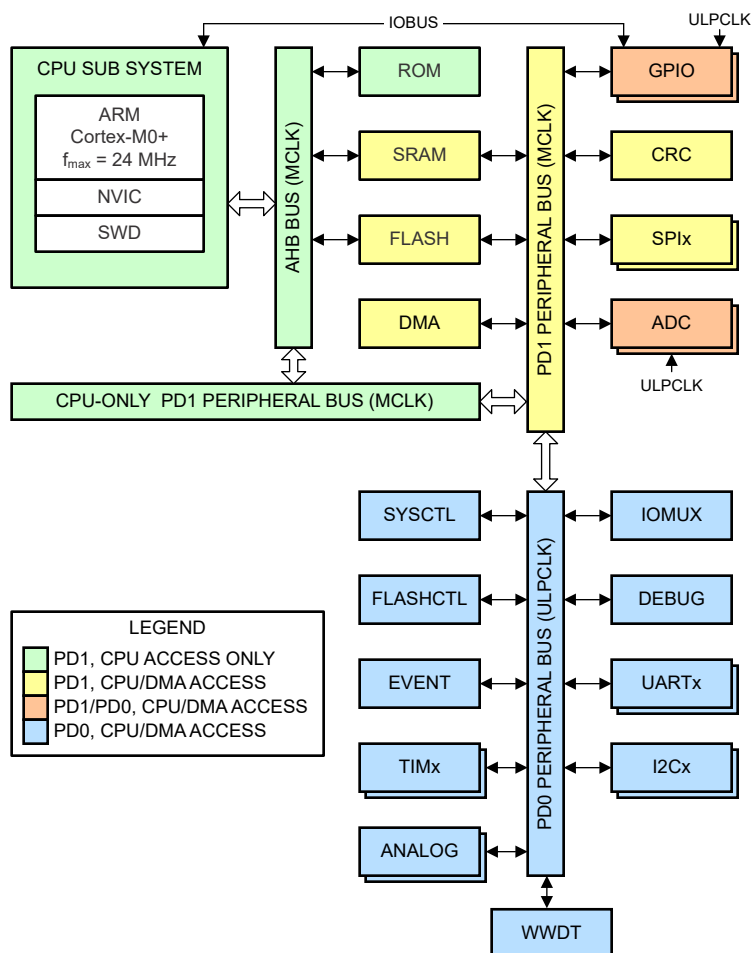 IOBUS
ULPCLK
CPU SUB SYSTEM
ARM
Cortex-M0+
fmax = 24 MHz
NVIC
SWD
AHB BUS (MCLK)
ROM
SRAM
FLASH
DMA
PD1 PERIPHERAL BUS (MCLK)
GPIO
CRC
SPIx
ADC
ULPCLK
CPU-ONLY PD1 PERIPHERAL BUS (MCLK)
SYSCTL
FLASHCTL
EVENT
TIMx
ANALOG
PD0 PERIPHERAL BUS (ULPCLK)
IOMUX
DEBUG
UARTx
I2Cx
WWDT
LEGEND
PD1, CPU ACCESS ONLY
PD1, CPU/DMA ACCESS
PD1/PD0, CPU/DMA ACCESS
PD0, CPU/DMA ACCESS